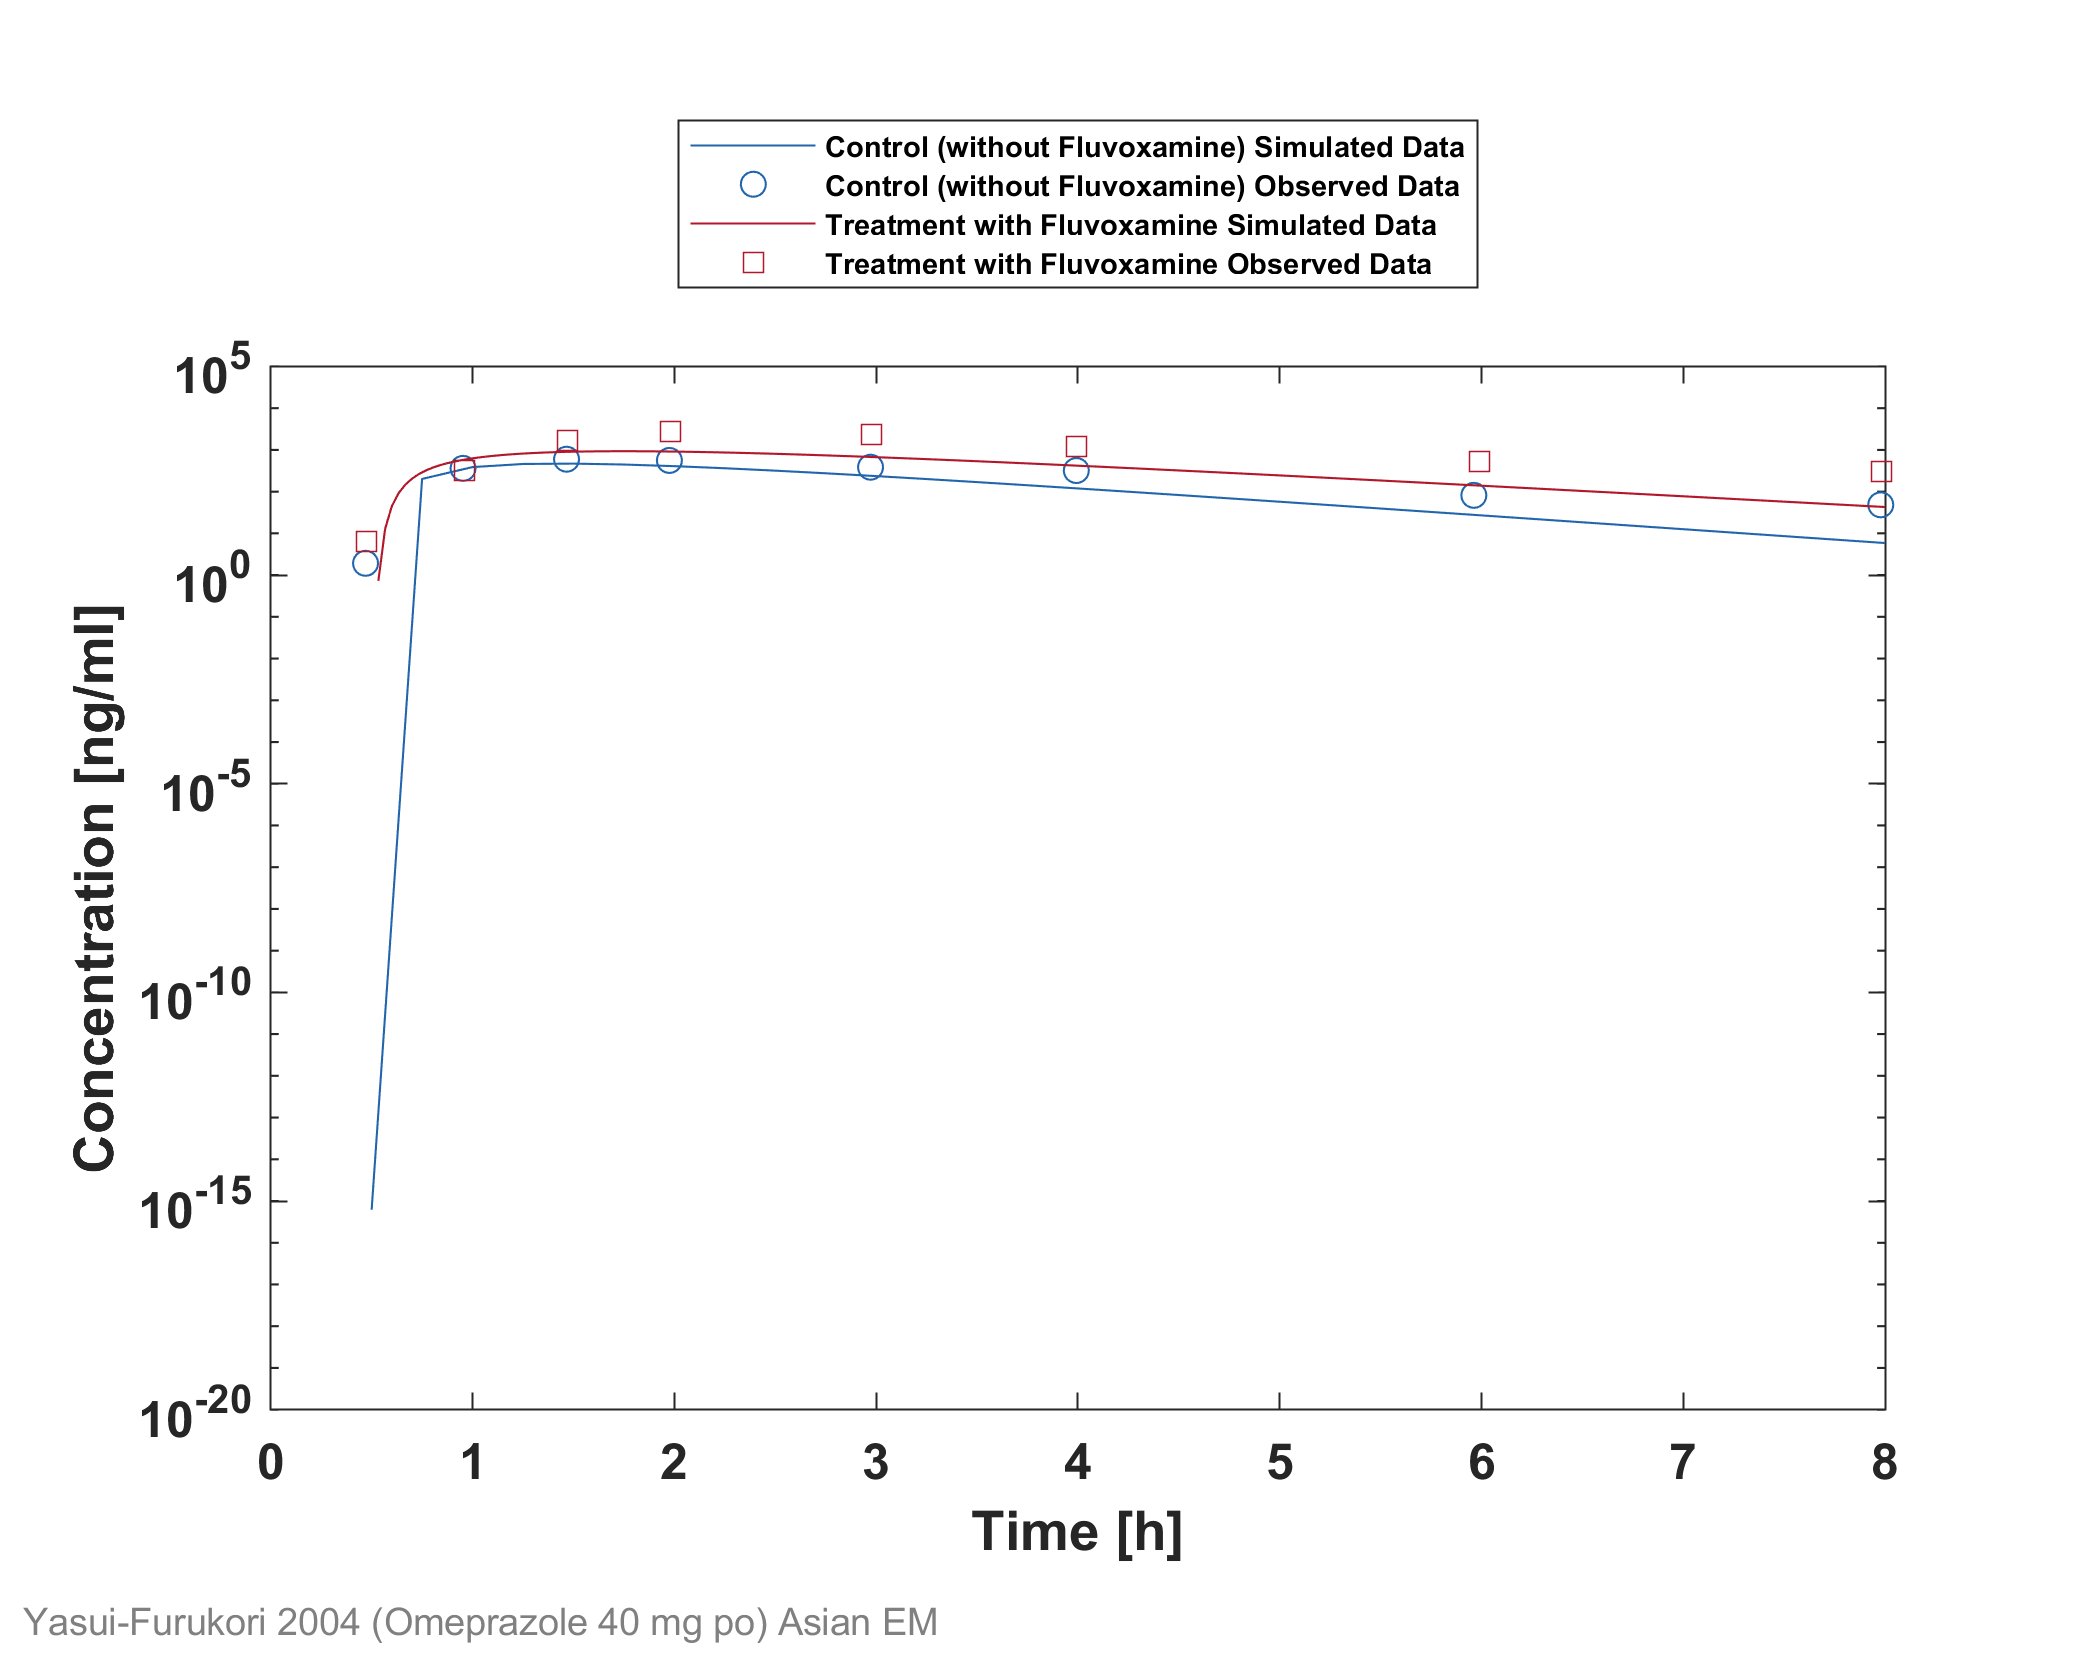 Control (without Fluvoxamine) Simulated Data
Control (without Fluvoxamine) Observed Data
Treatment with Fluvoxamine Simulated Data
Treatment with Fluvoxamine Observed Data
10^5
10^0
10^-5
10^-10
10^-15
10^-20
Concentration [ng/ml]
0 1 2 3 4 5 6 7 8
Time [h]
Yasui-Furukori 2004 (Omeprazole 40 mg po) Asian EM